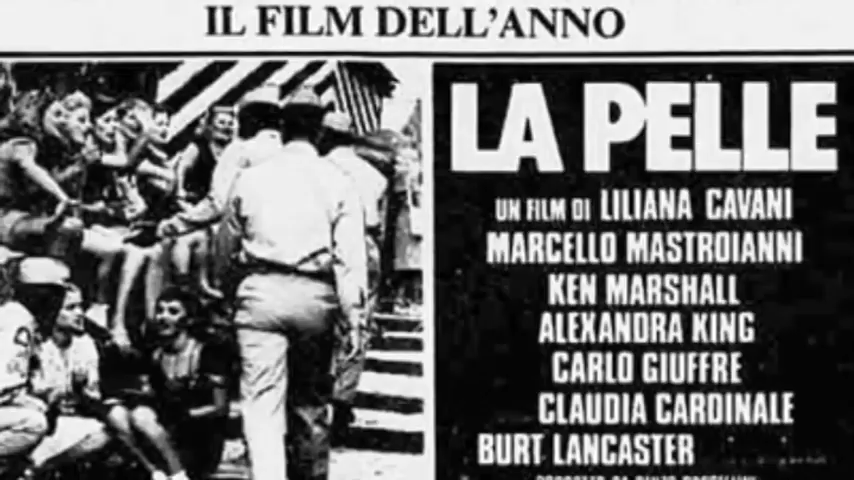 IL FILM DELL'ANNO
LA PELLE
UN FILM DI LILIANA CAVANI
MARCELLO MASTROIANNI
KEN MARSHALL
ALEXANDRA KING
CARLO GIUFFRE
CLAUDIA CARDINALE
BURT LANCASTER